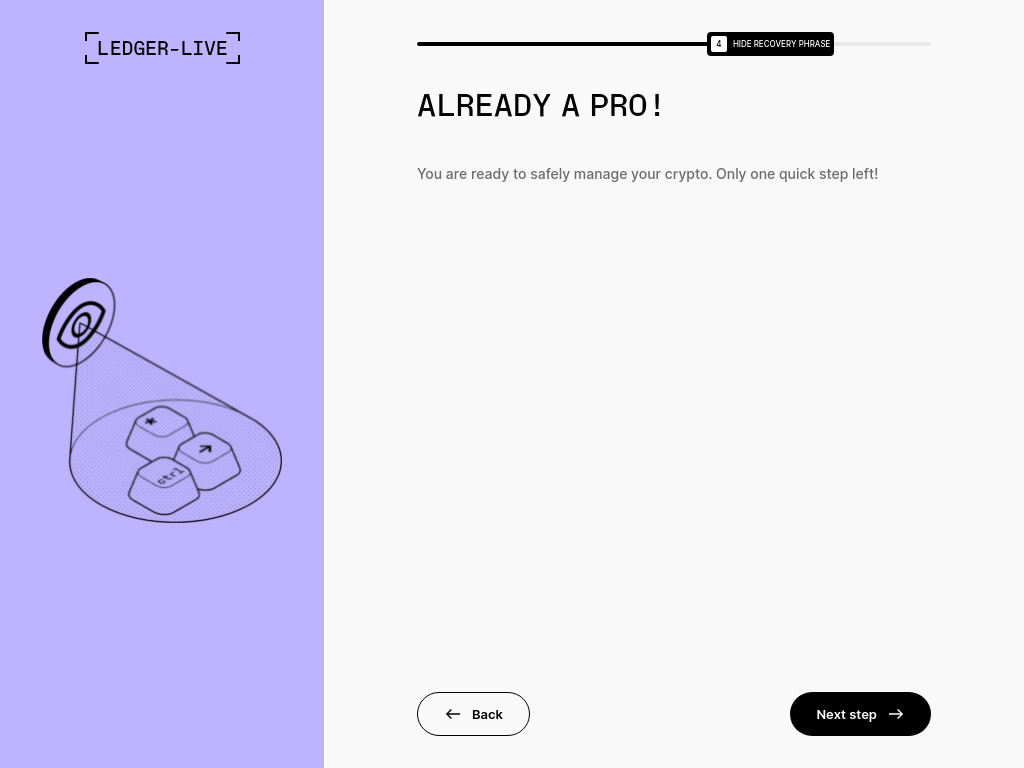 LEDGER-LIVE
4 HIDE RECOVERY PHRASE
ALREADY A PRO!
You are ready to safely manage your crypto. Only one quick step left!
*
ctrl
Back
Next step